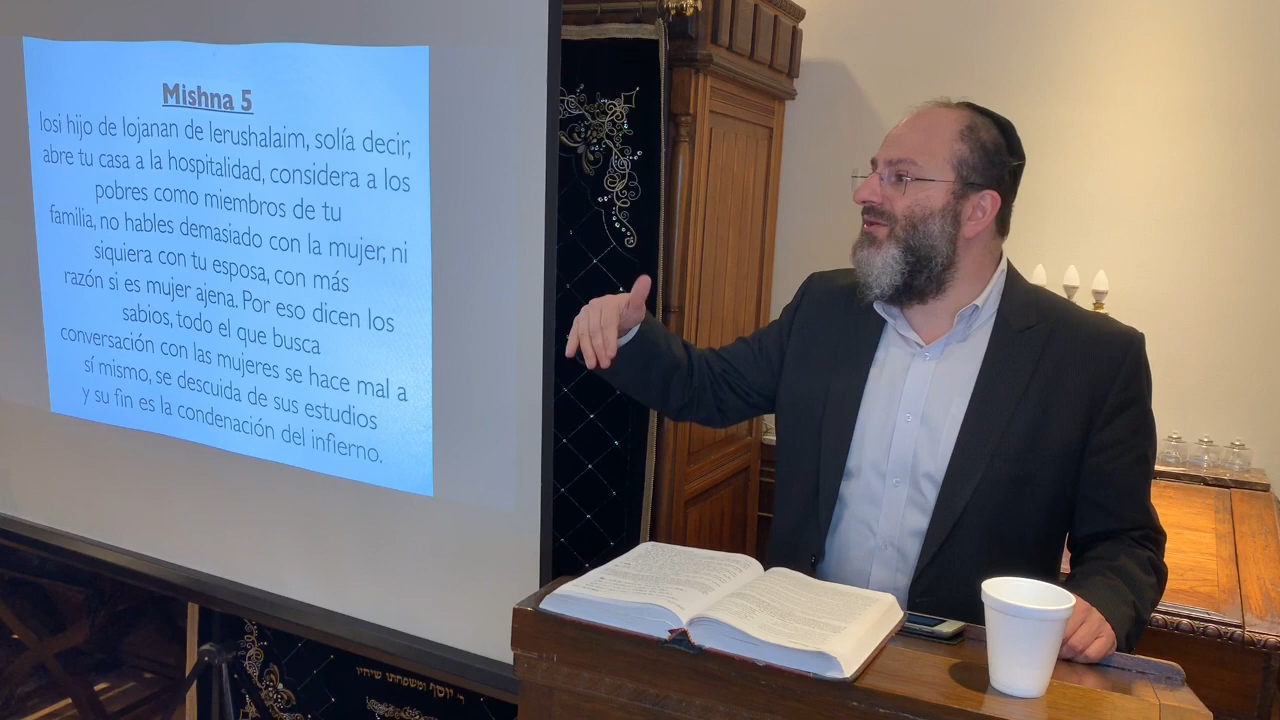 Mishna 5
Iosi hijo de Iojanan de Ierushalaim, solía decir,
abre tu casa a la hospitalidad, considera a los
pobres como miembros de tu
familia, no hables demasiado con la mujer, ni
siquiera con tu esposa, con más
razón si es mujer ajena. Por eso dicen los
sabios, todo el que busca
conversación con las mujeres se hace mal a
sí mismo, se descuida de sus estudios
y su fin es la condenación del infierno.
ר' יוסף ומשפחתו שיחיו